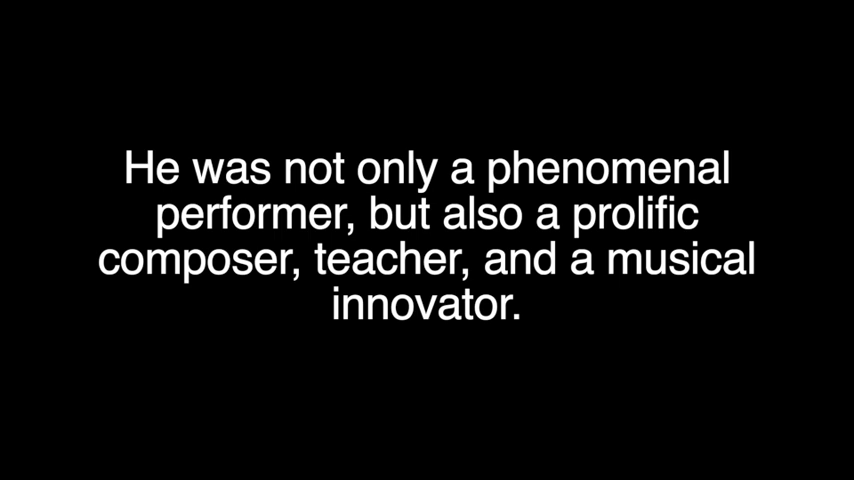 He was not only a phenomenal
performer, but also a prolific
composer, teacher, and a musical
innovator.